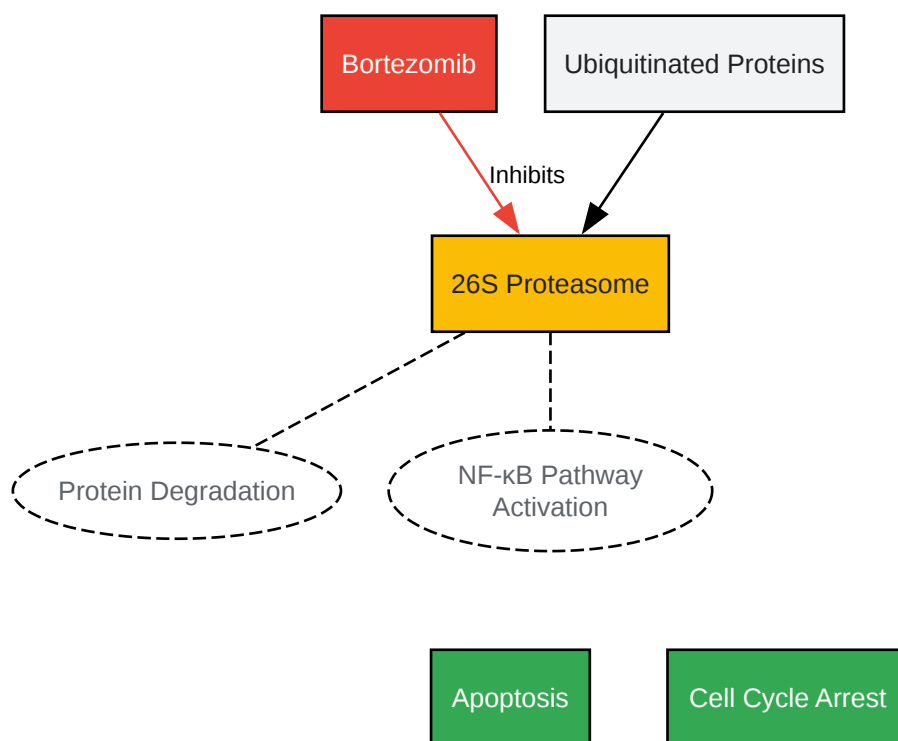 Bortezomib
Ubiquitinated Proteins
Inhibits
26S Proteasome
Protein Degradation
NF-κB Pathway
Activation
Apoptosis
Cell Cycle Arrest